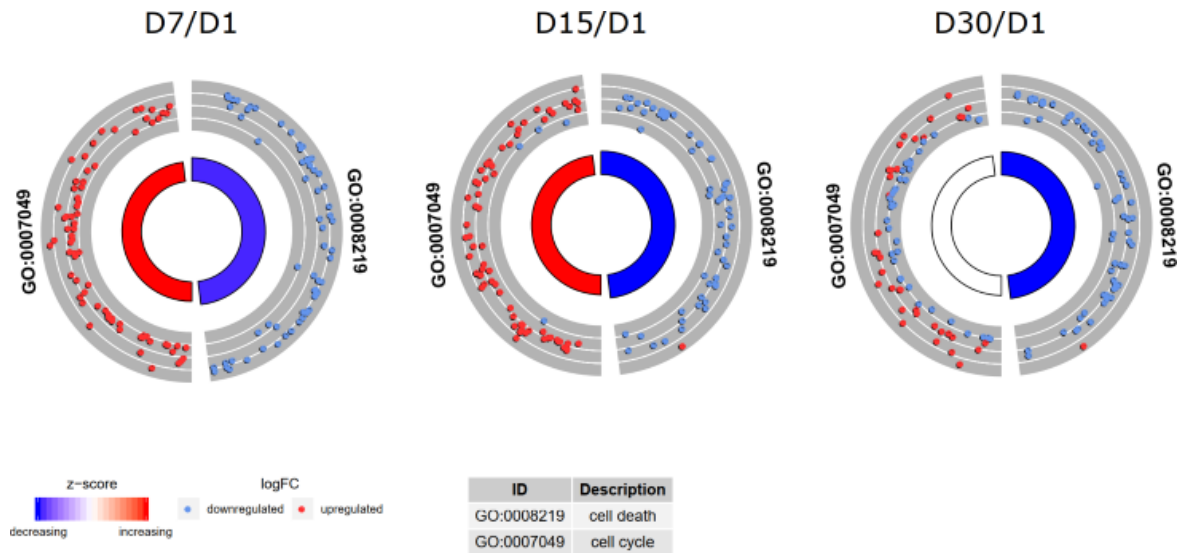 D7/D1
D15/D1
D30/D1
GO:0007049
GO:0008219
GO:0007049
GO:0008219
GO:0007049
GO:0008219
z-score
decreasing
increasing
logFC
downregulated
upregulated
ID Description
GO:0008219 cell death
GO:0007049 cell cycle